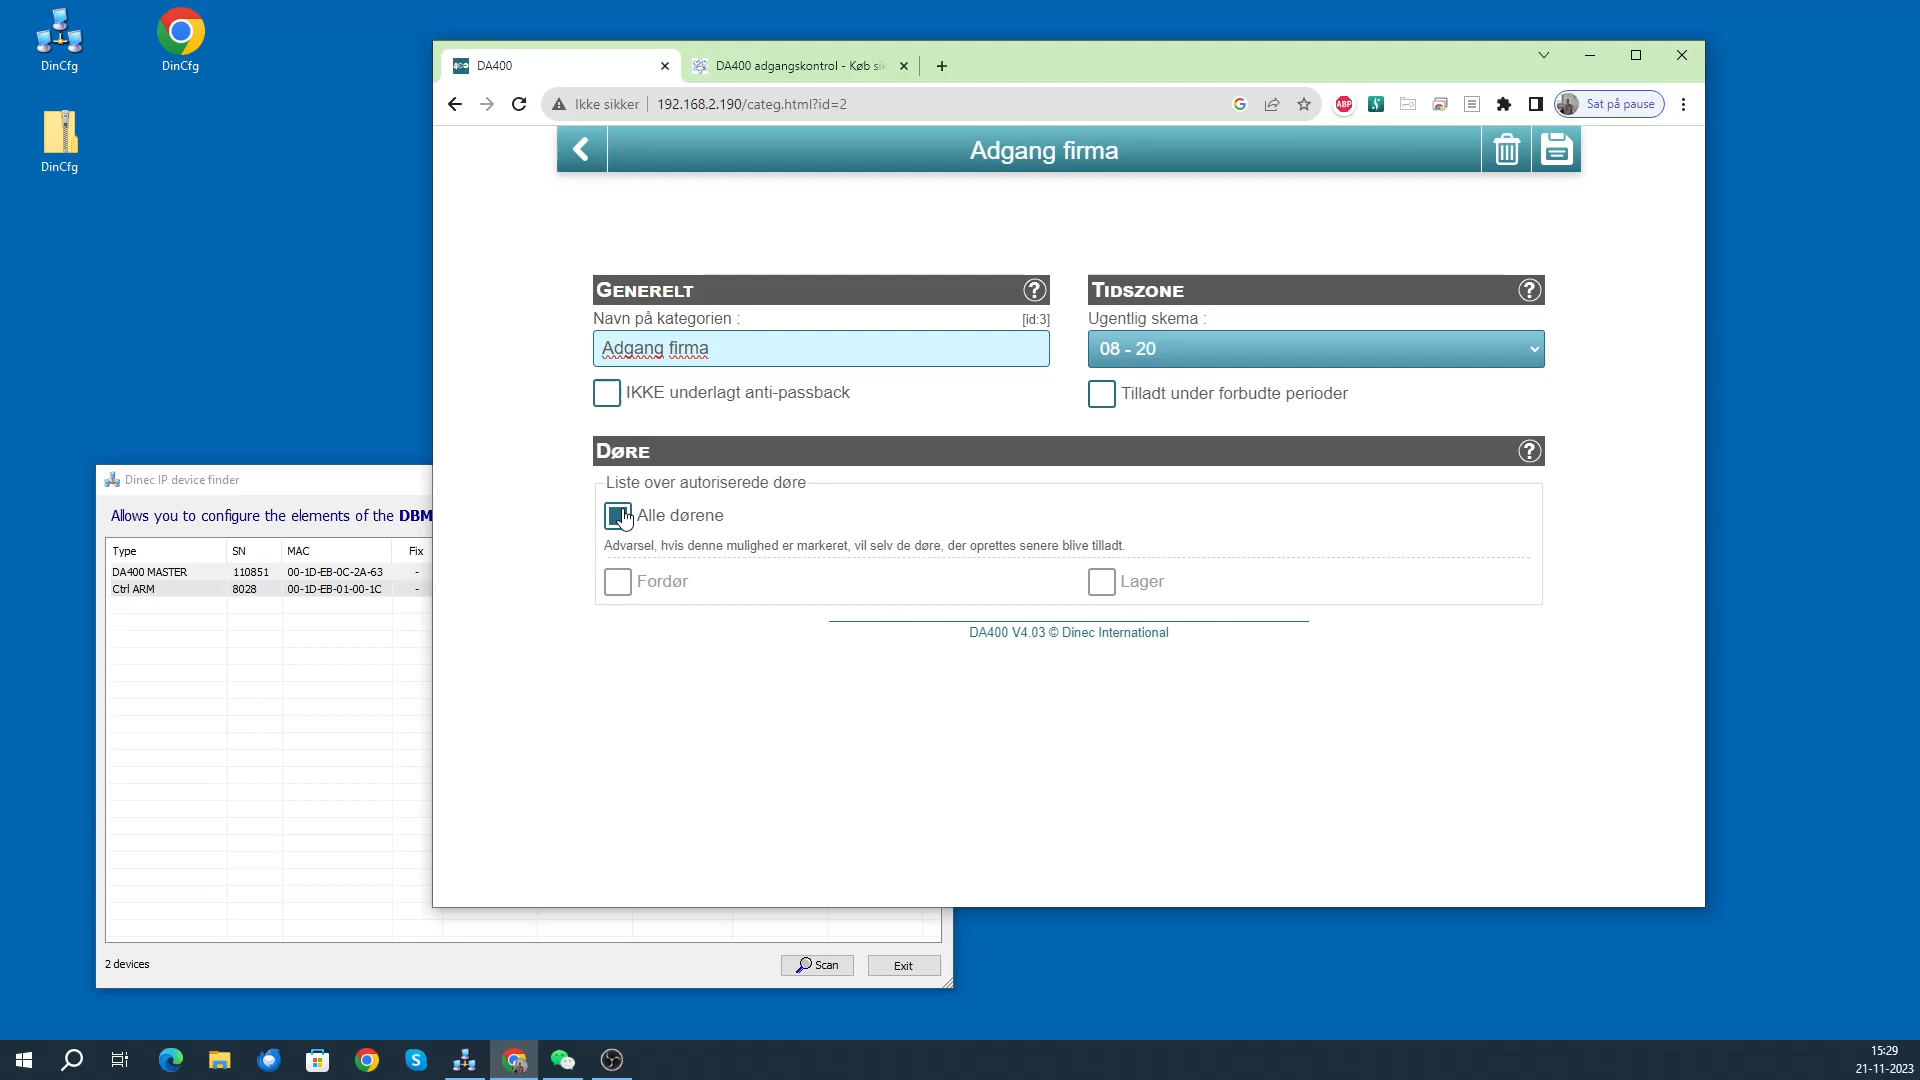 DinCfg
DinCfg
DinCfg
DA400
DA400 adgangskontrol - Køb sik
Ikke sikker
192.168.2.190/categ.html?id=2
ABP
Sat på pause
Adgang firma
GENERELT
?
Navn på kategorien :
[id:3]
Adgang firma
IKKE underlagt anti-passback
TIDSZONE
?
Ugentlig skema :
08 - 20
Tilladt under forbudte perioder
DØRE
?
Liste over autoriserede døre
Alle dørene
Advarsel, hvis denne mulighed er markeret, vil selv de døre, der oprettes senere blive tilladt.
Fordør
Lager
DA400 V4.03 © Dinec International
Dinec IP device finder
Allows you to configure the elements of the DBM
Type SN MAC Fix
DA400 MASTER 110851 00-1D-EB-0C-2A-63 -
Ctrl ARM 8028 00-1D-EB-01-00-1C -
2 devices
Scan
Exit
15:29
21-11-2023